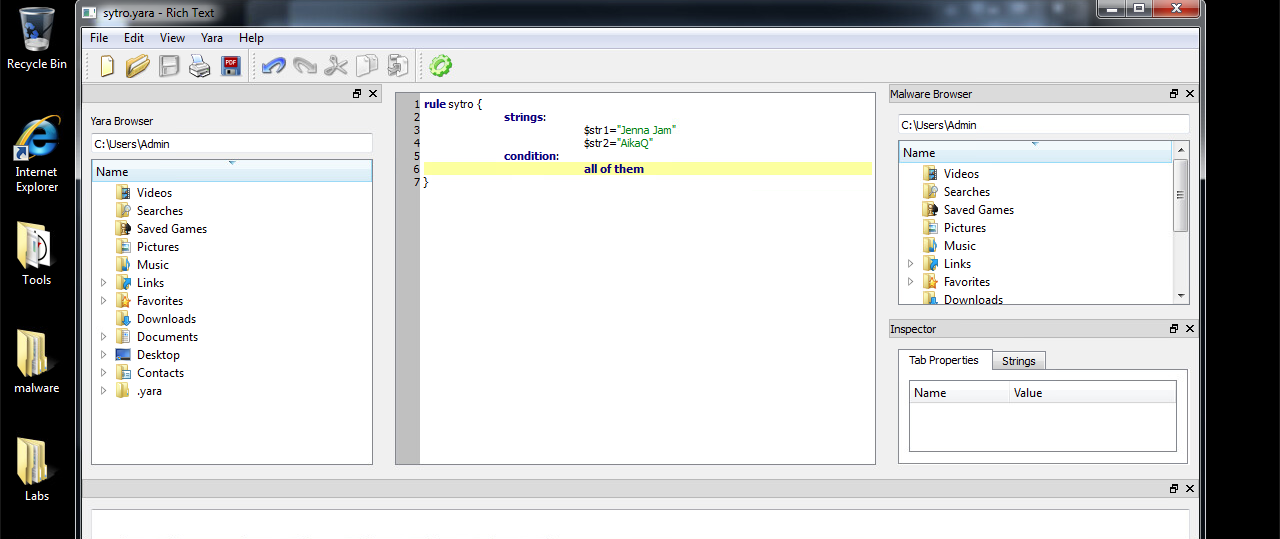 sytro.yara - Rich Text
File Edit View Yara Help
PDF
Recycle Bin
Internet
Explorer
Tools
malware
Labs
Yara Browser
C:\Users\Admin
Name
Videos
Searches
Saved Games
Pictures
Music
Links
Favorites
Downloads
Documents
Desktop
Contacts
.yara
1 rule sytro {
2 strings:
3 $str1="Jenna Jam"
4 $str2="AikaQ"
5 condition:
6 all of them
7 }
Malware Browser
C:\Users\Admin
Name
Videos
Searches
Saved Games
Pictures
Music
Links
Favorites
Downloads
Inspector
Tab Properties Strings
Name Value